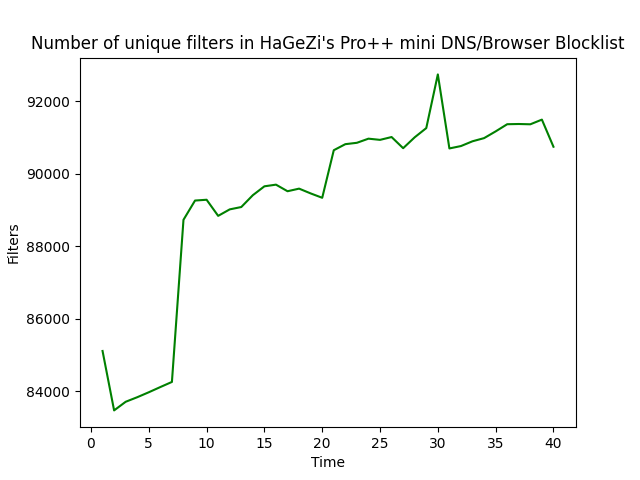 Number of unique filters in HaGeZi's Pro++ mini DNS/Browser Blocklist
92000
90000
88000
86000
84000
Filters
0 5 10 15 20 25 30 35 40
Time